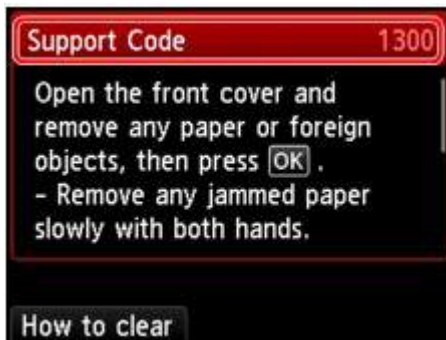 Support Code 1300
Open the front cover and
remove any paper or foreign
objects, then press OK .
- Remove any jammed paper
slowly with both hands.
How to clear